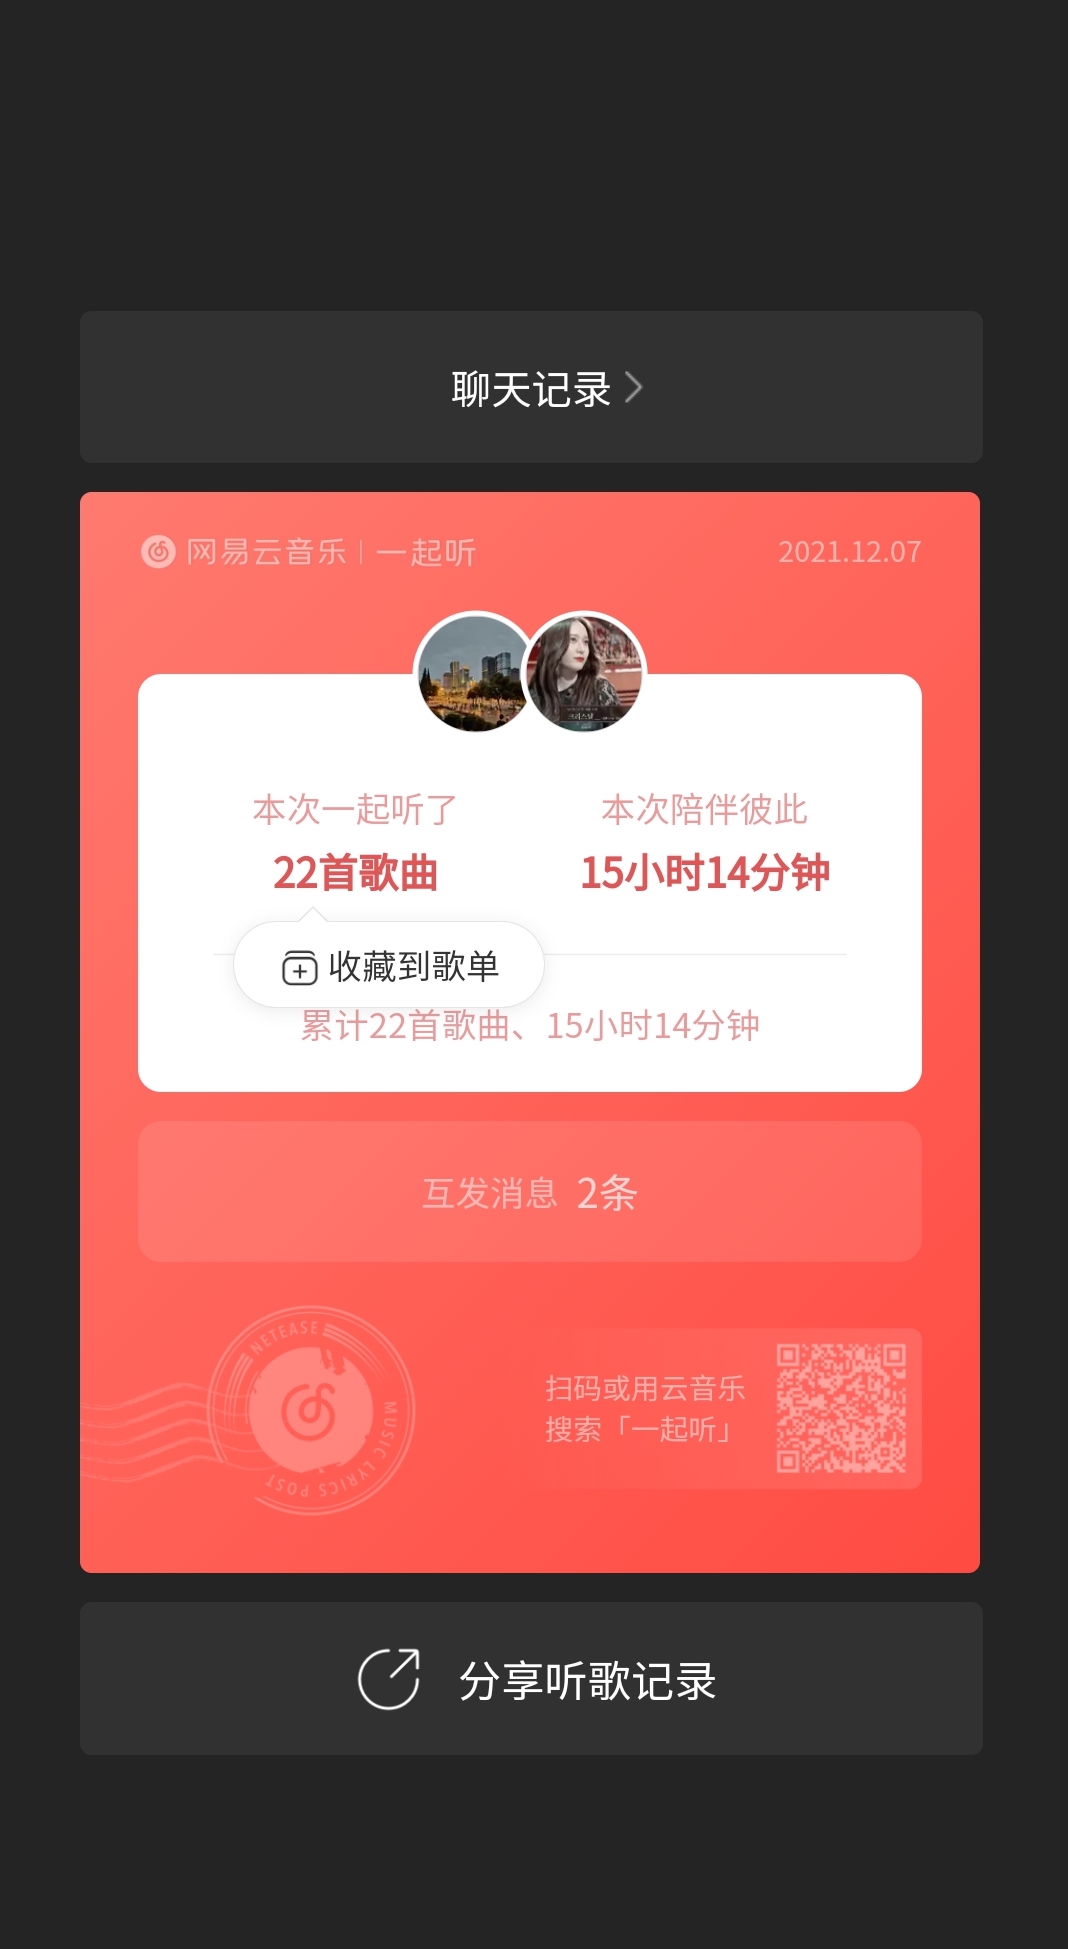 聊天记录
网易云音乐 | 一起听
2021.12.07
크리스탈
本次一起听了
本次陪伴彼此
22首歌曲
15小时14分钟
收藏到歌单
累计22首歌曲、15小时14分钟
互发消息 2条
NETEASE MUSIC LYRICS POST
扫码或用云音乐
搜索「一起听」
分享听歌记录